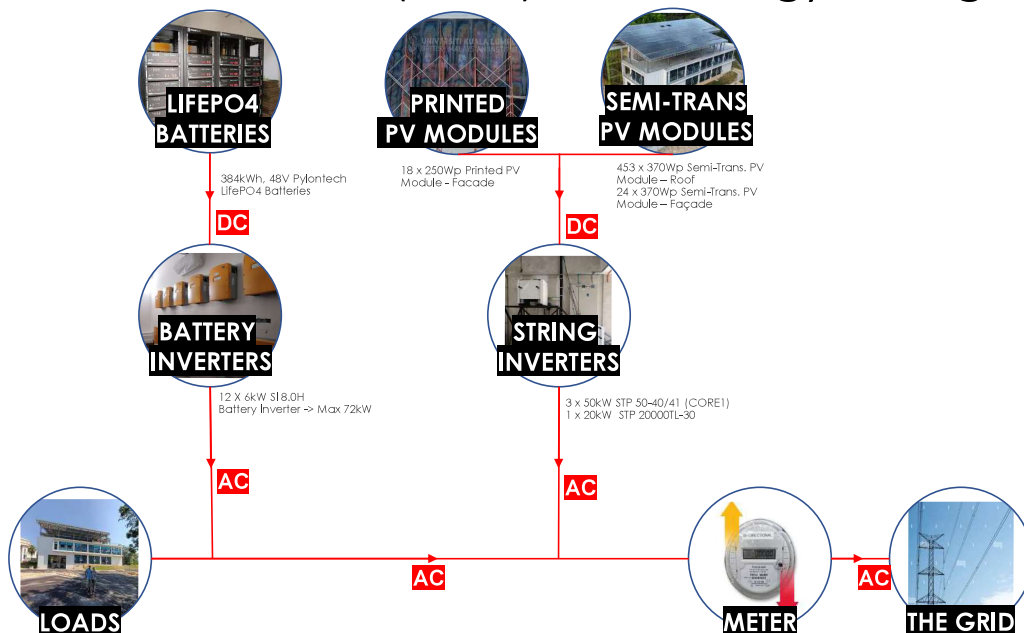 LIFEPO4
BATTERIES
PRINTED
PV MODULES
SEMI-TRANS
PV MODULES
384kWh, 48V Pylontech
LifePO4 Batteries
18 x 250Wp Printed PV
Module - Facade
453 x 370Wp Semi-Trans. PV
Module – Roof
24 x 370Wp Semi-Trans. PV
Module – Façade
DC
DC
BATTERY
INVERTERS
STRING
INVERTERS
12 X 6kW SI 8.0H
Battery Inverter -> Max 72kW
3 x 50kW STP 50-40/41 (CORE1)
1 x 20kW STP 20000TL-30
AC
AC
AC
AC
LOADS
METER
THE GRID